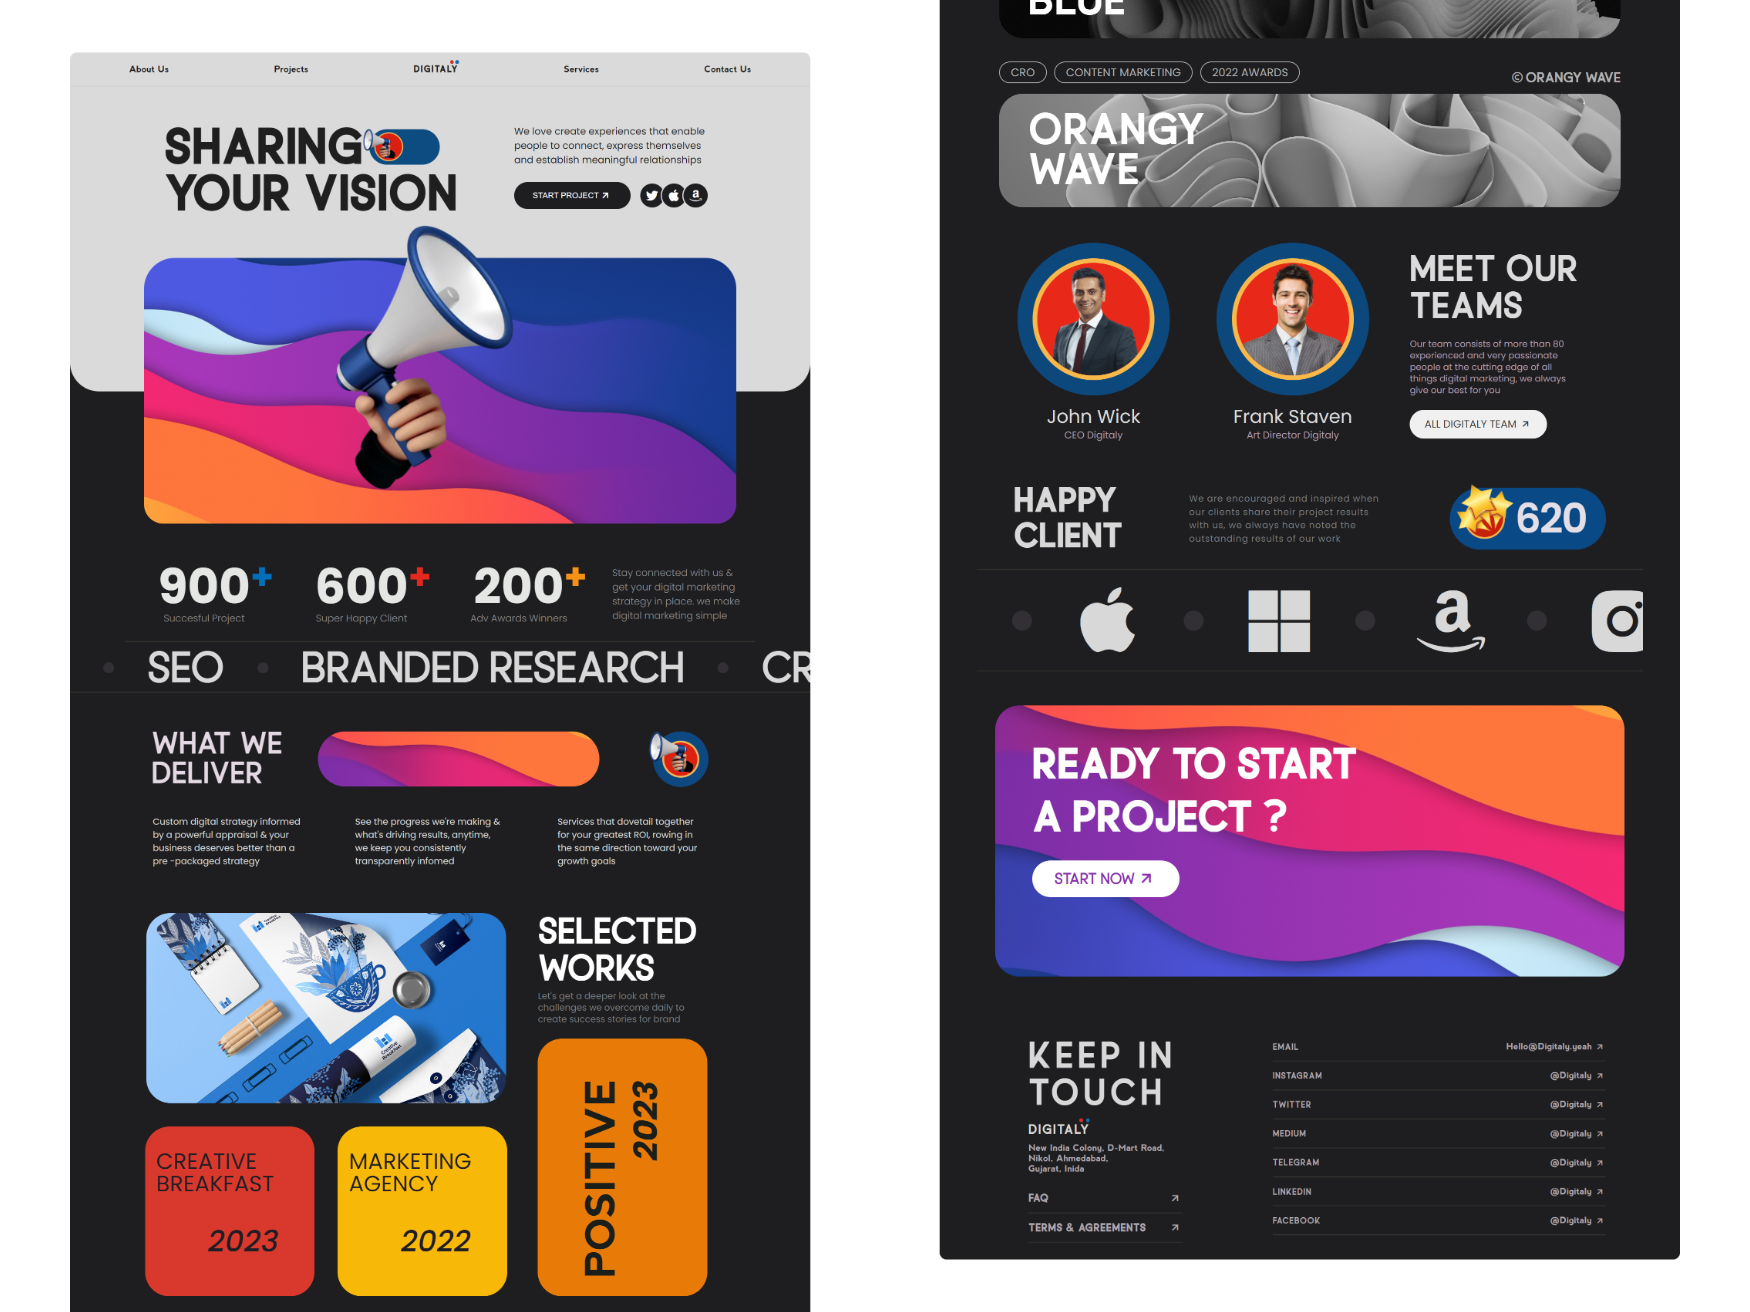 About Us
Projects
DIGITALY
Services
Contact Us
SHARING
YOUR VISION
We love create experiences that enable
people to connect, express themselves
and establish meaningful relationships
START PROJECT
900+
Succesful Project
600+
Super Happy Client
200+
Adv Awards Winners
Stay connected with us &
get your digital marketing
strategy in place. we make
digital marketing simple
SEO
BRANDED RESEARCH
CR
WHAT WE
DELIVER
Custom digital strategy informed
by a powerful appraisal & your
business deserves better than a
pre -packaged strategy
See the progress we're making &
what's driving results, anytime,
we keep you consistently
transparently infomed
Services that dovetail together
for your greatest ROI, rowing in
the same direction toward your
growth goals
SELECTED
WORKS
Let's get a deeper look at the
challenges we overcome daily to
create success stories for brand
CREATIVE
BREAKFAST
2023
MARKETING
AGENCY
2022
POSITIVE
2023
BLUE
CRO
CONTENT MARKETING
2022 AWARDS
© ORANGY WAVE
ORANGY
WAVE
John Wick
CEO Digitaly
Frank Staven
Art Director Digitaly
MEET OUR
TEAMS
Our team consists of more than 80
experienced and very passionate
people at the cutting edge of all
things digital marketing, we always
give our best for you
ALL DIGITALY TEAM
HAPPY
CLIENT
We are encouraged and inspired when
our clients share their project results
with us, we always have noted the
outstanding results of our work
620
READY TO START
A PROJECT ?
START NOW
KEEP IN
TOUCH
DIGITALY
New India Colony, D-Mart Road,
Nikol, Ahmedabad,
Gujarat, Inida
FAQ
TERMS & AGREEMENTS
EMAIL
Hello@Digitaly.yeah
INSTAGRAM
@Digitaly
TWITTER
@Digitaly
MEDIUM
@Digitaly
TELEGRAM
@Digitaly
LINKEDIN
@Digitaly
FACEBOOK
@Digitaly